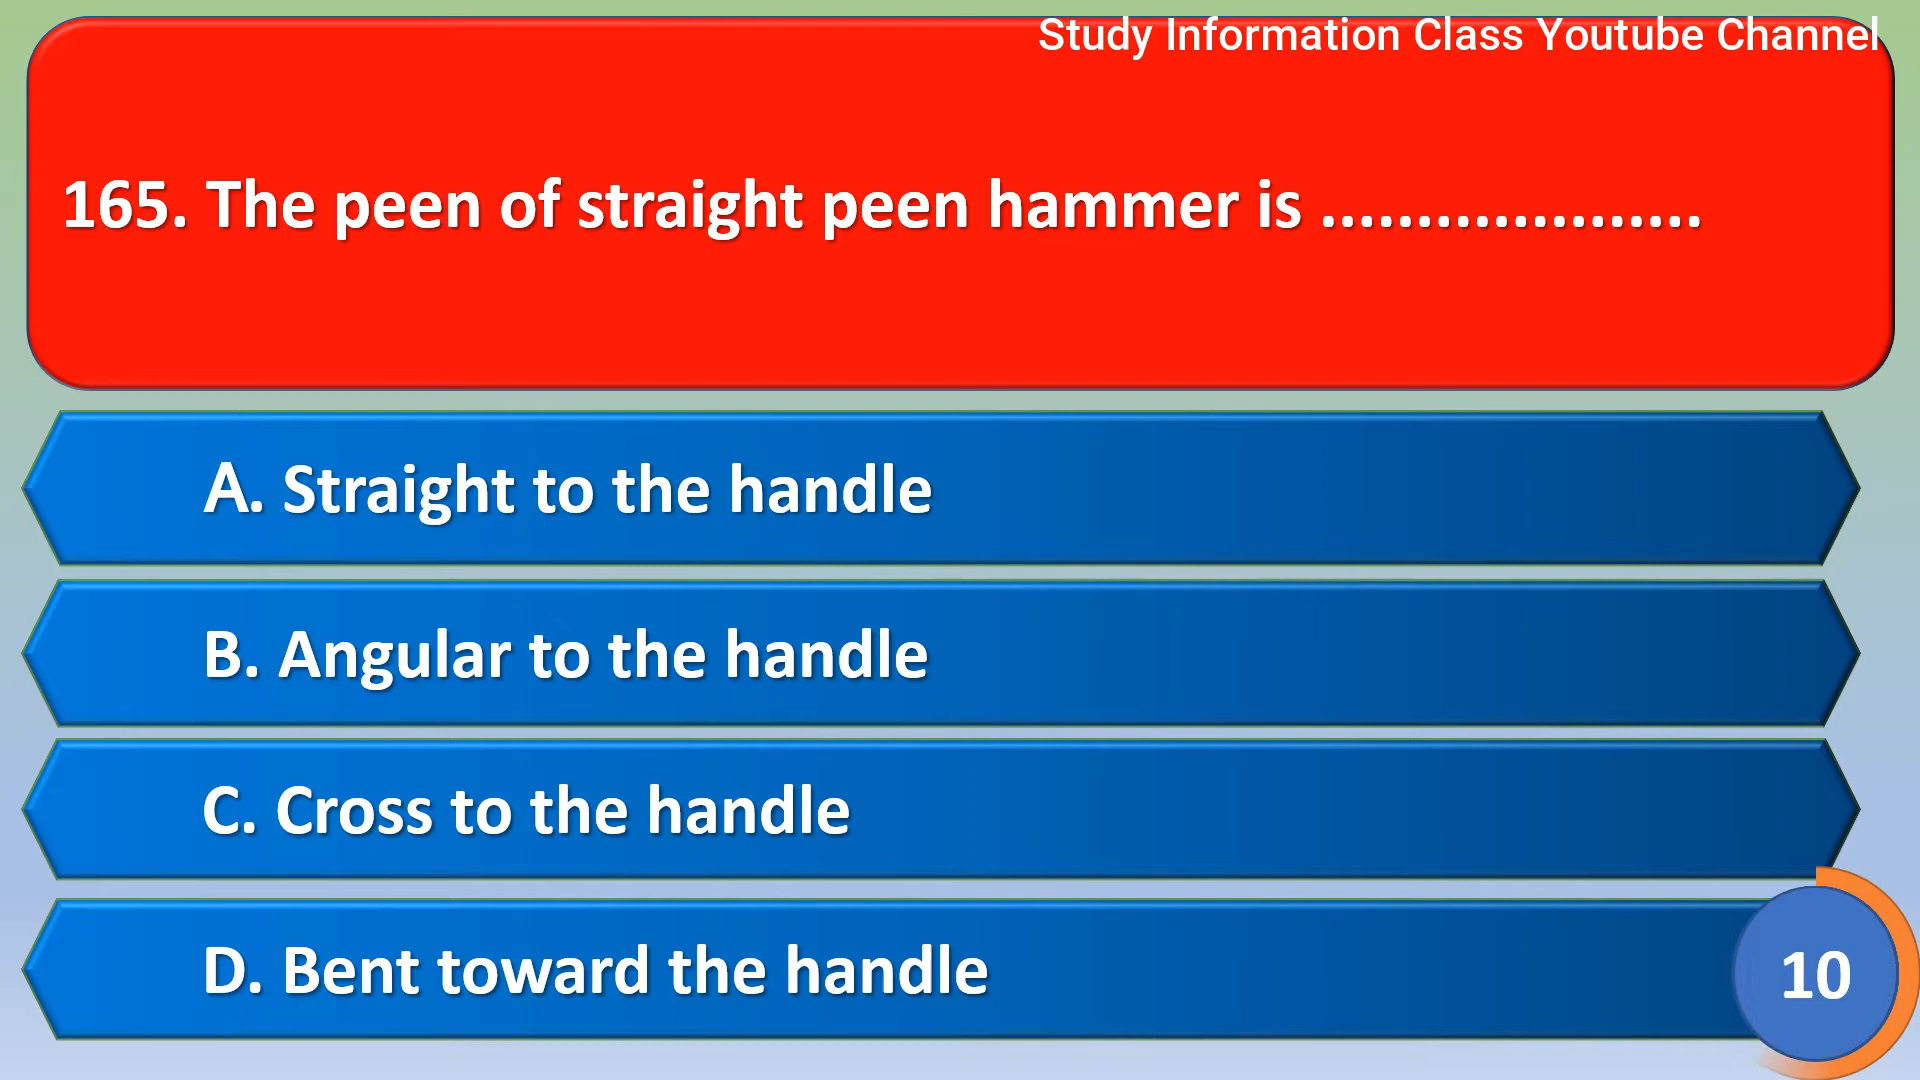 Study Information Class Youtube Channel
165. The peen of straight peen hammer is ....................
A. Straight to the handle
B. Angular to the handle
C. Cross to the handle
D. Bent toward the handle
10